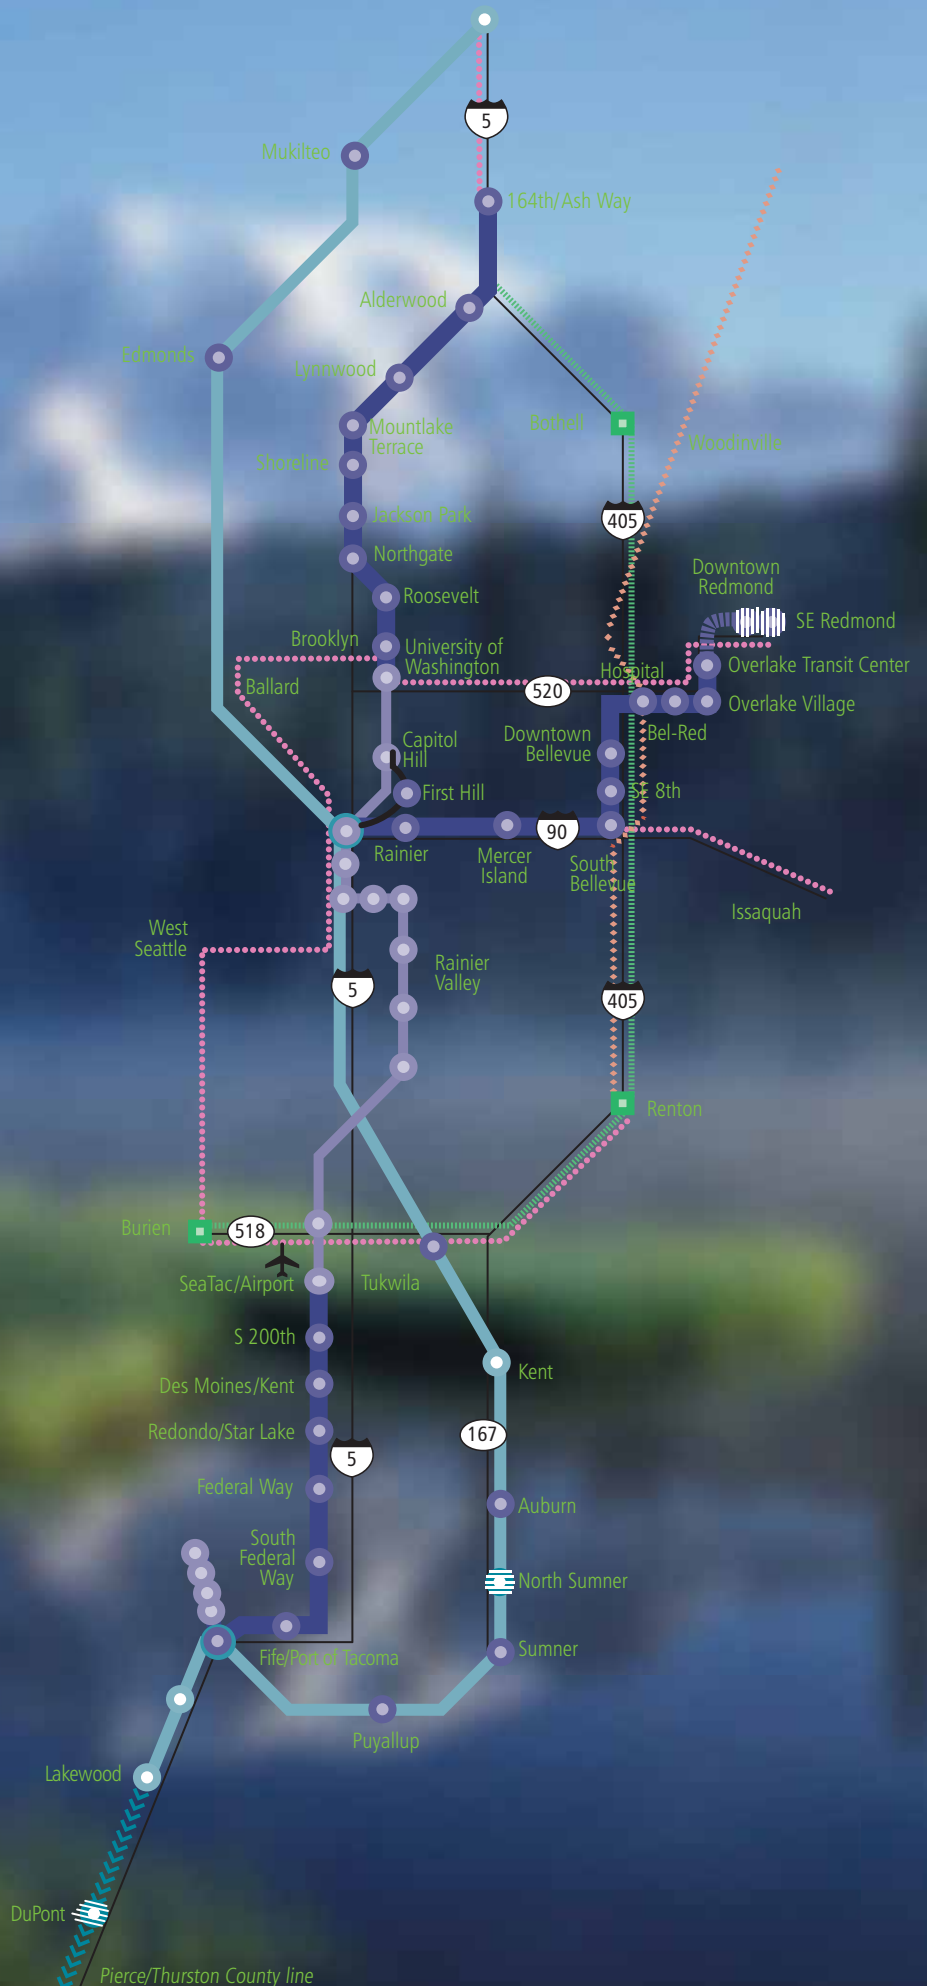 5
Mukilteo
164th/Ash Way
Alderwood
Edmonds
Lynnwood
Mountlake
Terrace
Bothell
Woodinville
Shoreline
Jackson Park
405
Northgate
Downtown
Redmond
Roosevelt
SE Redmond
Brooklyn
University of
Washington
Hospital
Overlake Transit Center
Ballard
520
Overlake Village
Capitol
Hill
Downtown
Bellevue
Bel-Red
First Hill
SE 8th
Rainier
Mercer
Island
90
South
Bellevue
Issaquah
West
Seattle
Rainier
Valley
5
405
Renton
Burien
518
SeaTac/Airport
Tukwila
S 200th
Kent
Des Moines/Kent
Redondo/Star Lake
5
167
Federal Way
Auburn
South
Federal
Way
North Sumner
Fife/Port of Tacoma
Sumner
Puyallup
Lakewood
DuPont
Pierce/Thurston County line